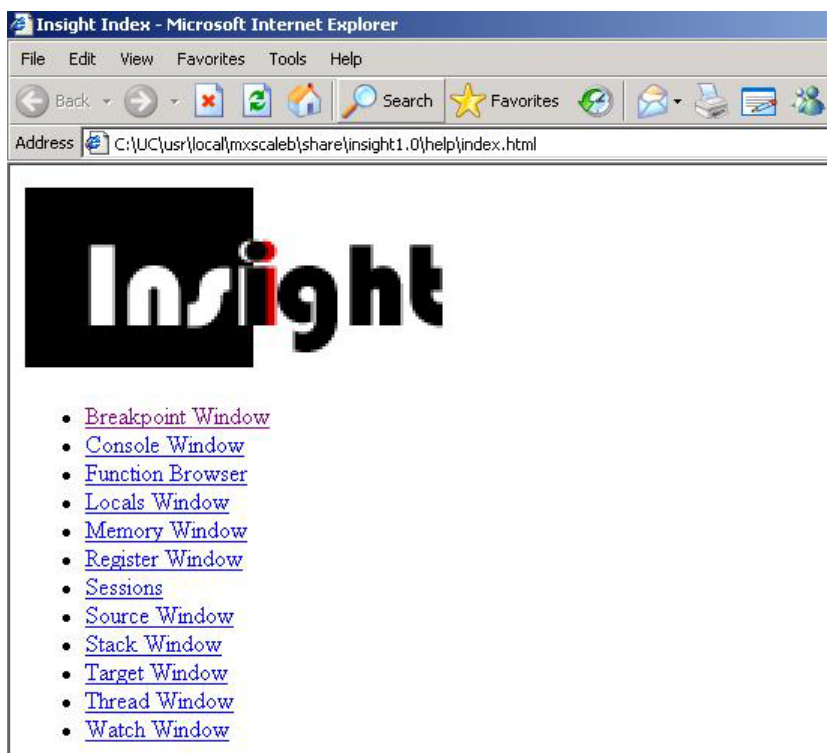 Insight Index - Microsoft Internet Explorer
File Edit View Favorites Tools Help
Back Search Favorites
Address C:\UC\usr\local\mxscaleb\share\insight1.0\help\index.html
Insight
Breakpoint Window
Console Window
Function Browser
Locals Window
Memory Window
Register Window
Sessions
Source Window
Stack Window
Target Window
Thread Window
Watch Window